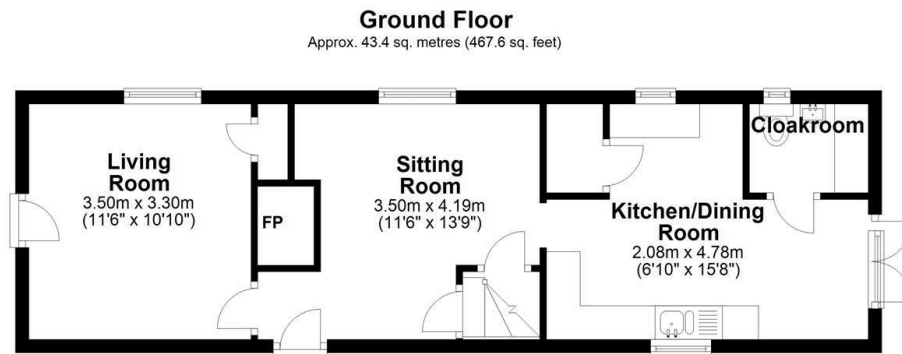 Ground Floor
Approx. 43.4 sq. metres (467.6 sq. feet)
Living
Room
3.50m x 3.30m
(11'6" x 10'10")
FP
Sitting
Room
3.50m x 4.19m
(11'6" x 13'9")
Cloakroom
Kitchen/Dining
Room
2.08m x 4.78m
(6'10" x 15'8")